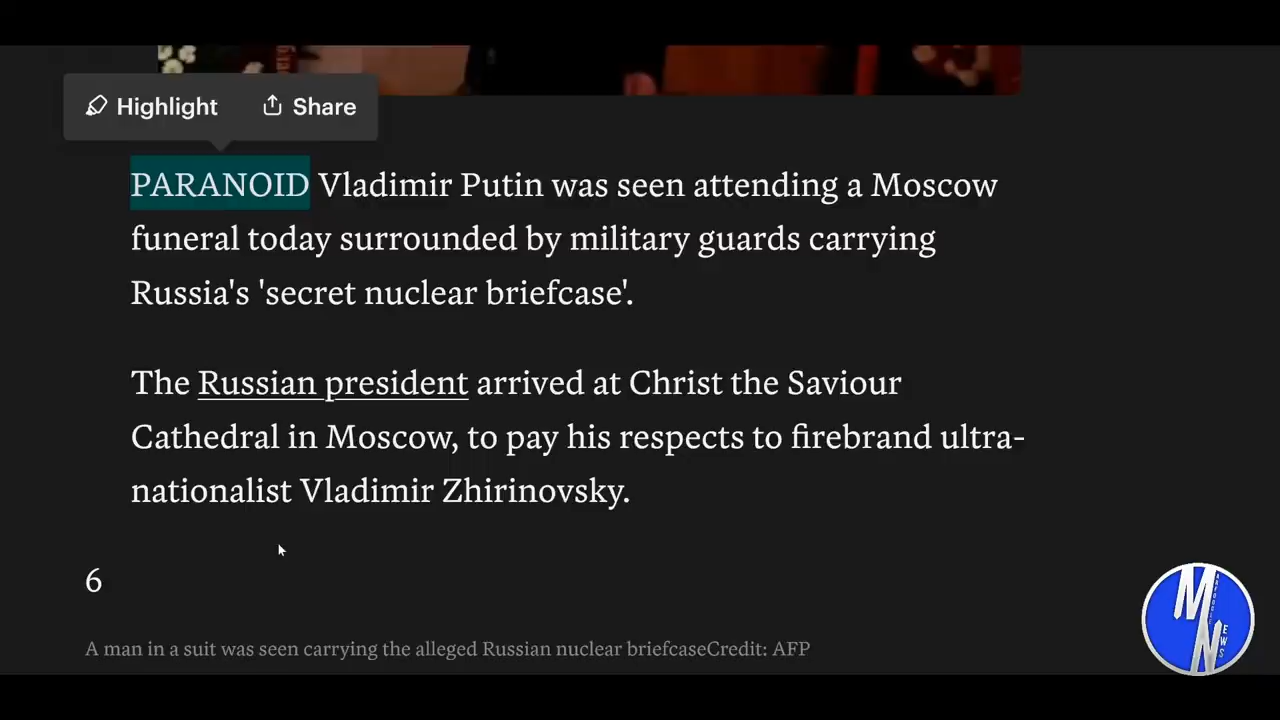 Highlight Share
PARANOID Vladimir Putin was seen attending a Moscow
funeral today surrounded by military guards carrying
Russia's 'secret nuclear briefcase'.
The Russian president arrived at Christ the Saviour
Cathedral in Moscow, to pay his respects to firebrand ultra-
nationalist Vladimir Zhirinovsky.
6
A man in a suit was seen carrying the alleged Russian nuclear briefcaseCredit: AFP